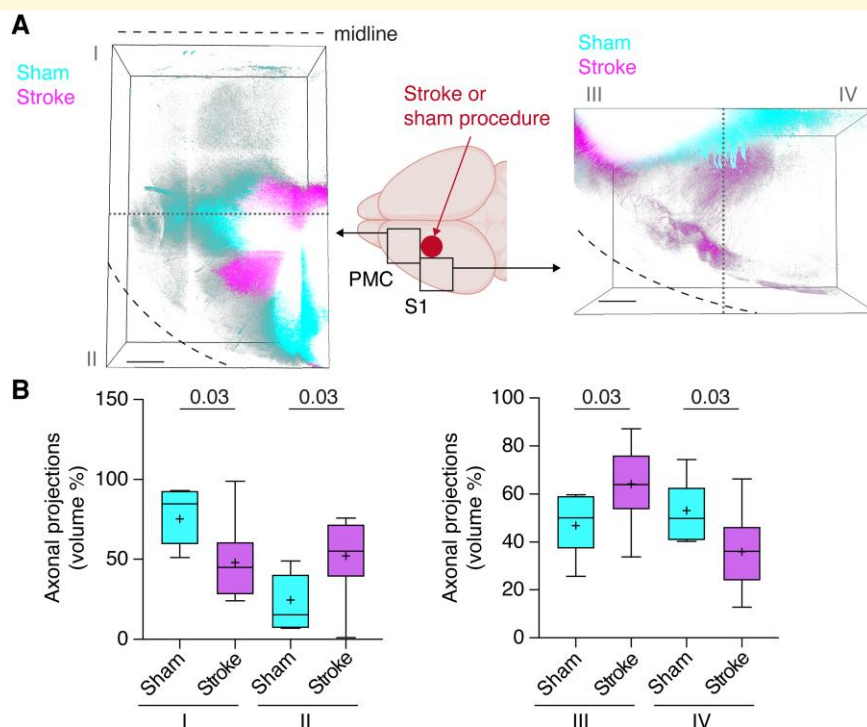 A
midline
I
Sham
Stroke
II
Stroke or
sham procedure
PMC
S1
Sham
Stroke
III
IV
B
0.03
0.03
150
100
50
0
Axonal projections
(volume %)
Sham
Stroke
Sham
Stroke
I
II
0.03
0.03
100
80
60
40
20
0
Axonal projections
(volume %)
Sham
Stroke
Sham
Stroke
III
IV